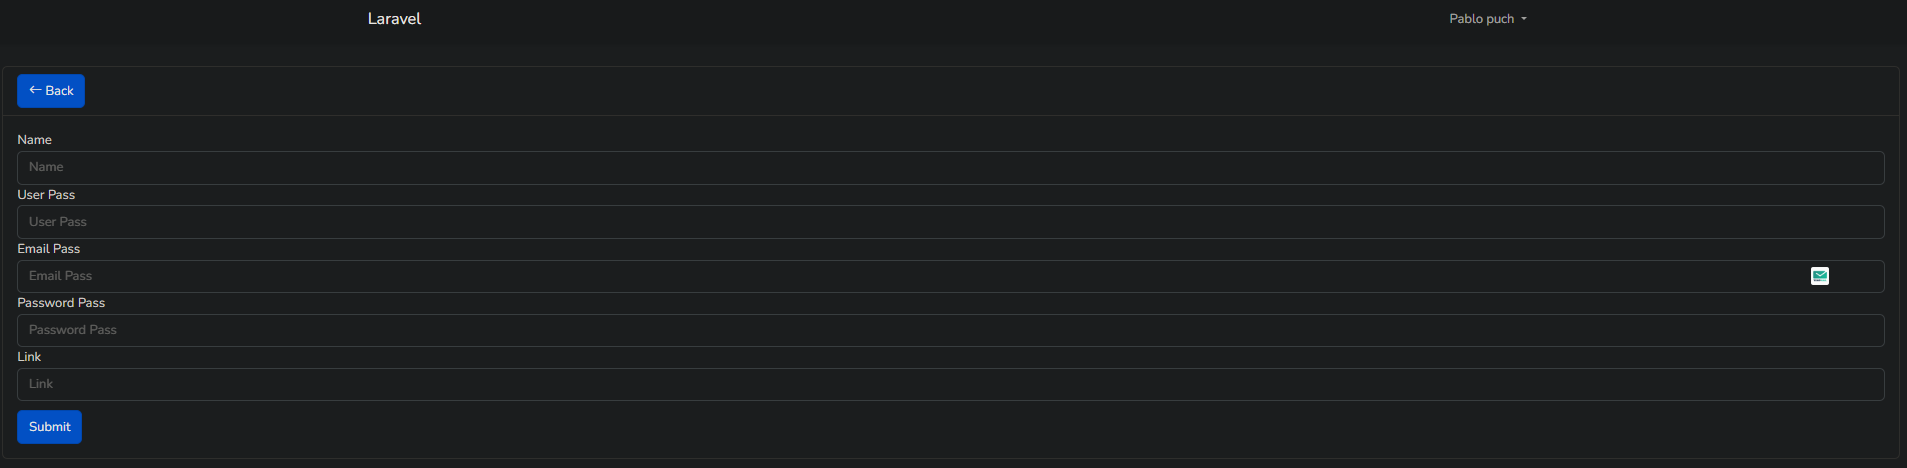 Laravel
Pablo puch
← Back
Name
Name
User Pass
User Pass
Email Pass
Email Pass
Password Pass
Password Pass
Link
Link
Submit